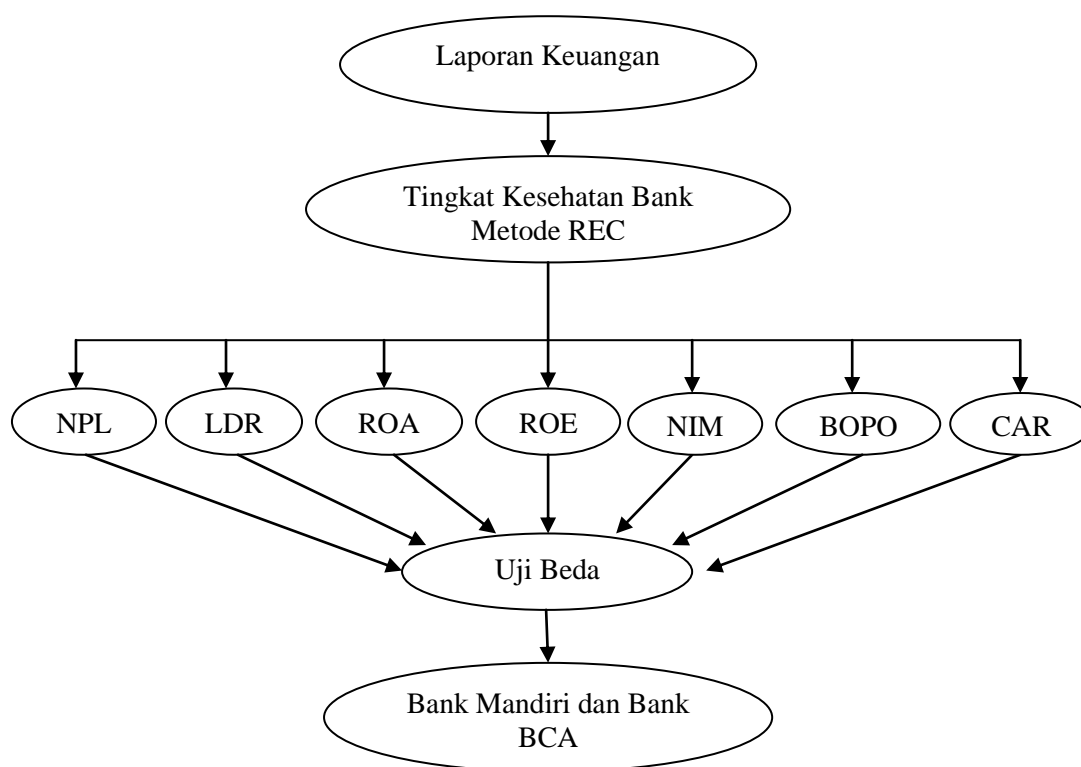 Laporan Keuangan
Tingkat Kesehatan Bank
Metode REC
NPL
LDR
ROA
ROE
NIM
BOPO
CAR
Uji Beda
Bank Mandiri dan Bank
BCA